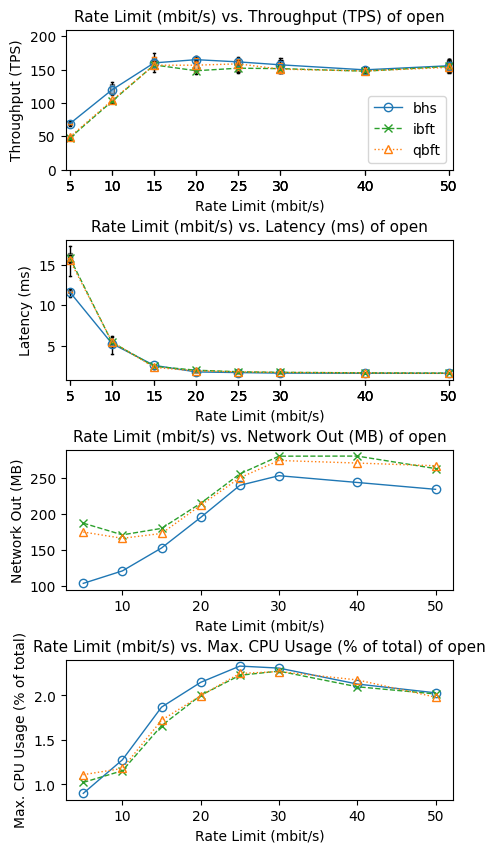 Rate Limit (mbit/s) vs. Throughput (TPS) of open
Throughput (TPS)
200
150
100
50
0
bhs
ibft
qbft
5 10 15 20 25 30 40 50
Rate Limit (mbit/s)
Rate Limit (mbit/s) vs. Latency (ms) of open
Latency (ms)
15
10
5
5 10 15 20 25 30 40 50
Rate Limit (mbit/s)
Rate Limit (mbit/s) vs. Network Out (MB) of open
Network Out (MB)
250
200
150
100
10 20 30 40 50
Rate Limit (mbit/s)
Rate Limit (mbit/s) vs. Max. CPU Usage (% of total) of open
Max. CPU Usage (% of total)
2.0
1.5
1.0
10 20 30 40 50
Rate Limit (mbit/s)